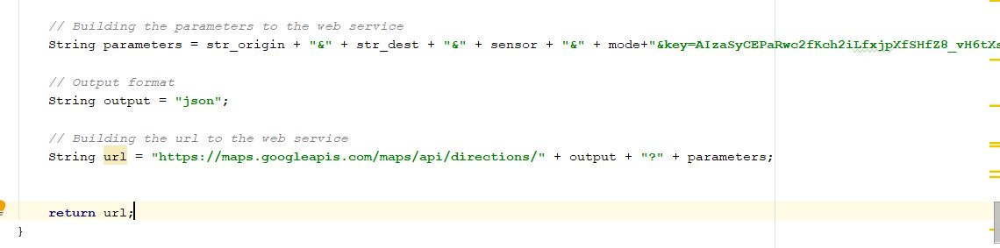 // Building the parameters to the web service
String parameters = str_origin + "&" + str_dest + "&" + sensor + "&" + mode+"&key=AIzaSyCEPaRwc2fKch2iLfxjpXfSHfZ8_vH6tXs
// Output format
String output = "json";
// Building the url to the web service
String url = "https://maps.googleapis.com/maps/api/directions/" + output + "?" + parameters;
return url;
}